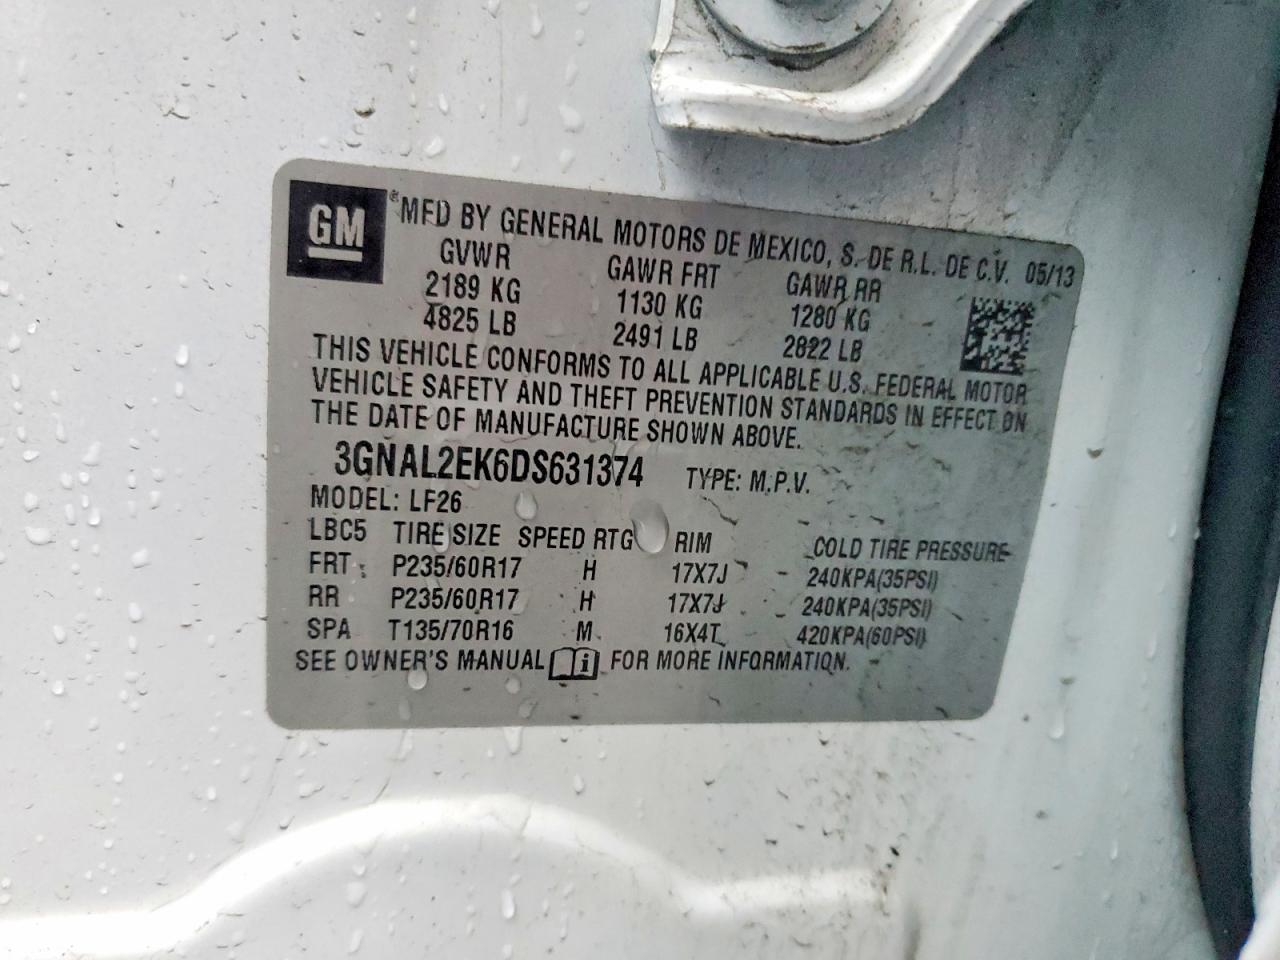 GM ® MFD BY GENERAL MOTORS DE MEXICO, S. DE R.L. DE C.V. 05/13
GVWR GAWR FRT GAWR RR
2189 KG 1130 KG 1280 KG
4825 LB 2491 LB 2822 LB
THIS VEHICLE CONFORMS TO ALL APPLICABLE U.S. FEDERAL MOTOR
VEHICLE SAFETY AND THEFT PREVENTION STANDARDS IN EFFECT ON
THE DATE OF MANUFACTURE SHOWN ABOVE.
3GNAL2EK6DS631374 TYPE: M.P.V.
MODEL: LF26
LBC5 TIRE SIZE SPEED RTG RIM COLD TIRE PRESSURE
FRT P235/60R17 H 17X7J 240KPA(35PSI)
RR P235/60R17 H 17X7J 240KPA(35PSI)
SPA T135/70R16 M 16X4T 420KPA(60PSI)
SEE OWNER'S MANUAL i FOR MORE INFORMATION.